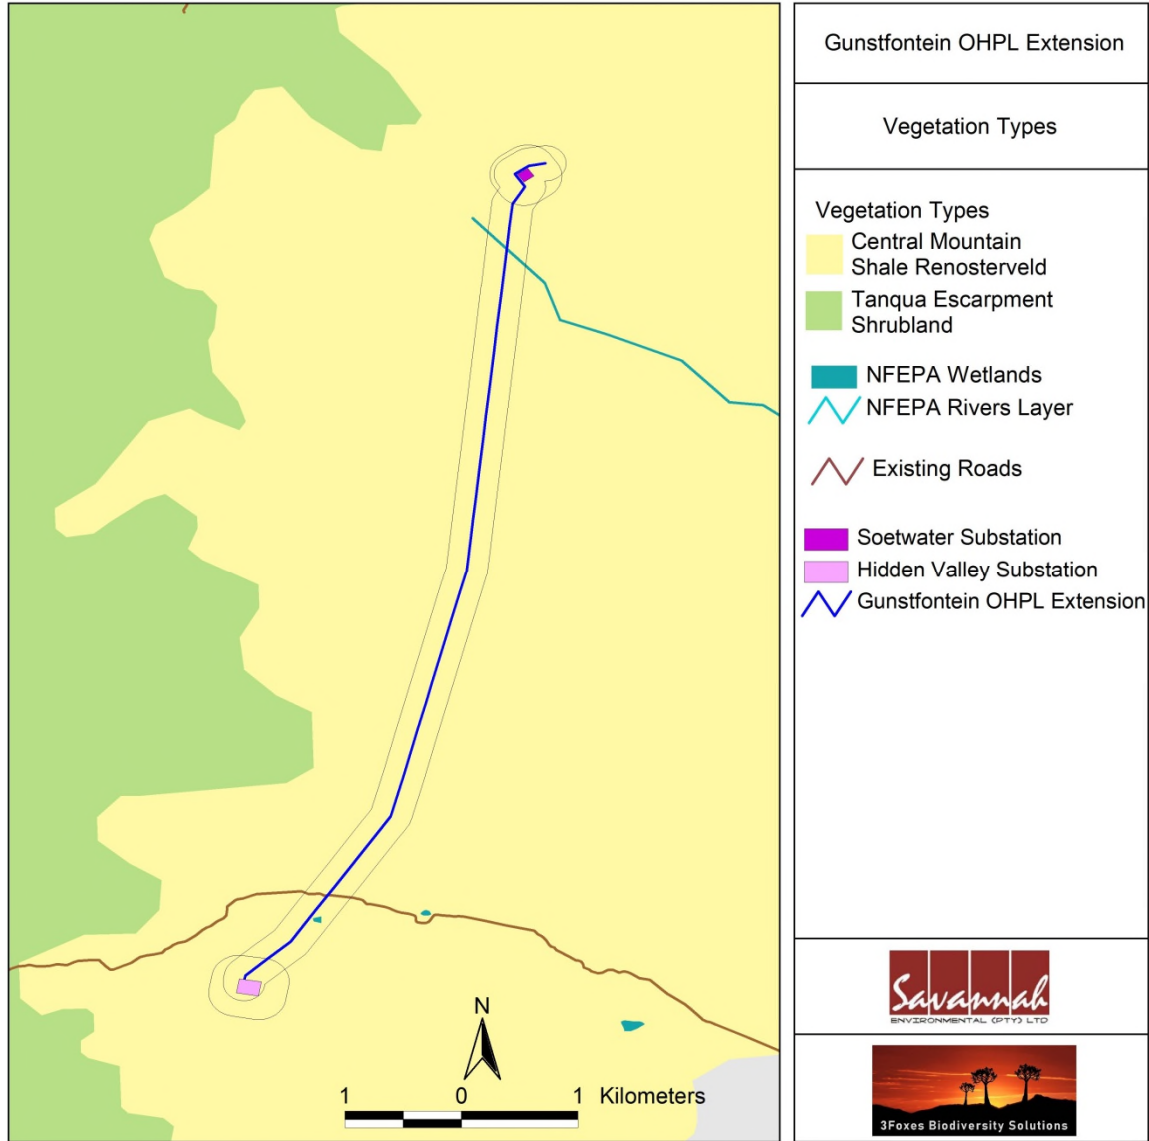 Gunstfontein OHPL Extension
Vegetation Types
Vegetation Types
Central Mountain
Shale Renosterveld
Tanqua Escarpment
Shrubland
NFEPA Wetlands
NFEPA Rivers Layer
Existing Roads
Soetwater Substation
Hidden Valley Substation
Gunstfontein OHPL Extension
N
1 0 1 Kilometers
Savannah
ENVIRONMENTAL (PTY) LTD
3Foxes Biodiversity Solutions